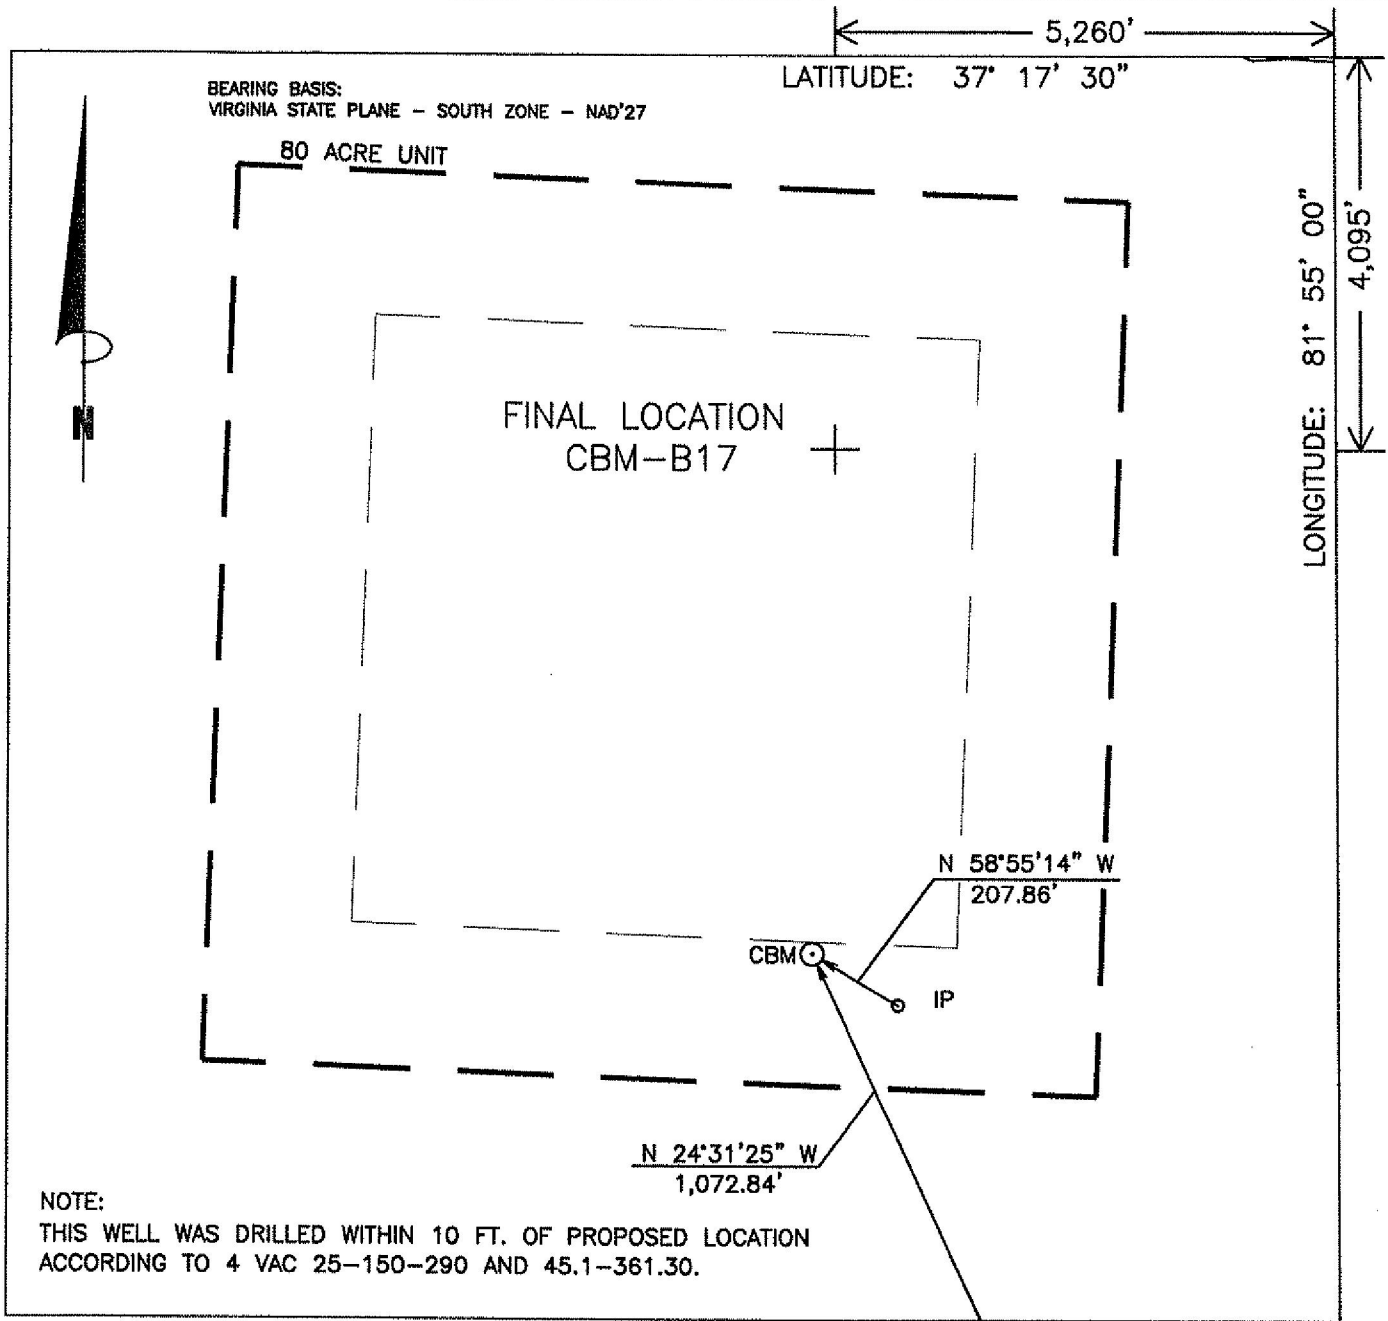 5,260'
LATITUDE: 37° 17' 30"
BEARING BASIS:
VIRGINIA STATE PLANE - SOUTH ZONE - NAD'27
80 ACRE UNIT
LONGITUDE: 81° 55' 00"
4,095'
N
FINAL LOCATION
CBM-B17
N 58°55'14" W
207.86'
CBM
IP
N 24°31'25" W
1,072.84'
NOTE:
THIS WELL WAS DRILLED WITHIN 10 FT. OF PROPOSED LOCATION
ACCORDING TO 4 VAC 25-150-290 AND 45.1-361.30.